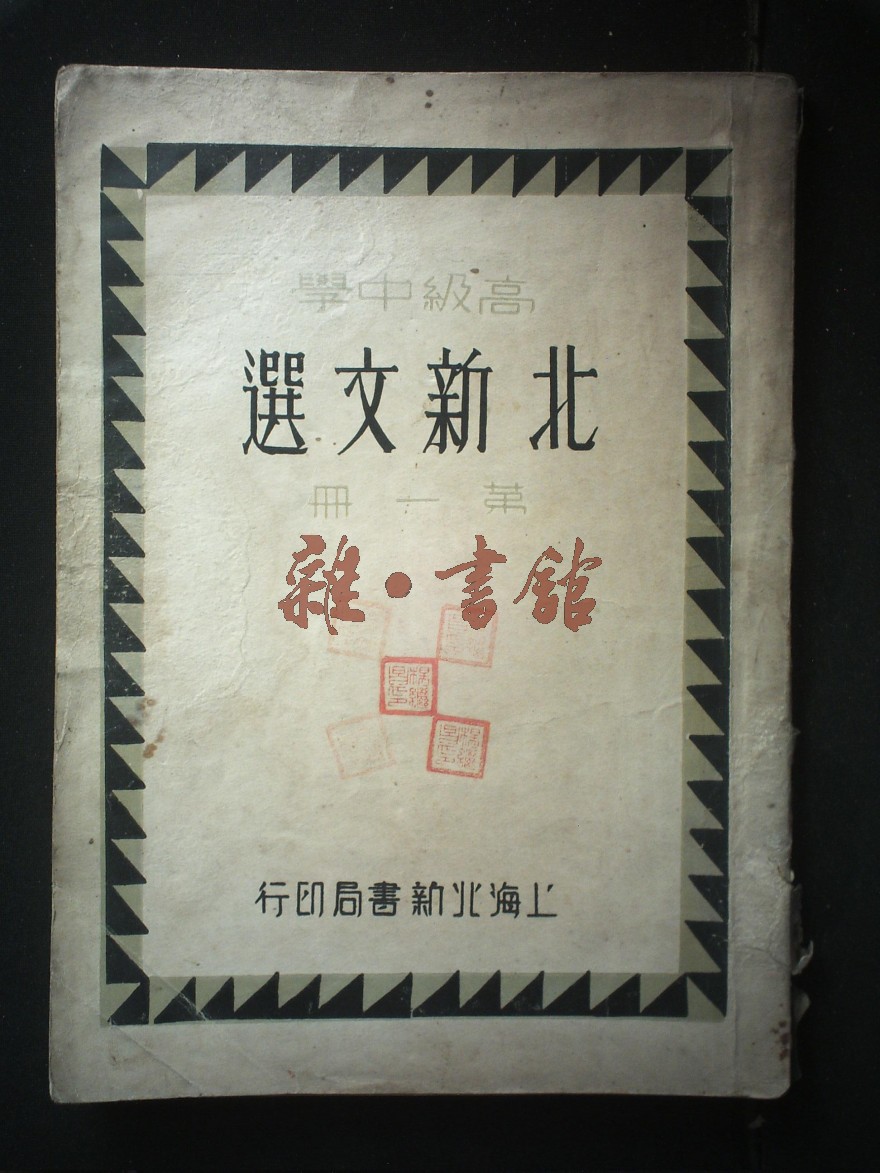 高級中學
北新文選
第一冊
雜·書館
上海北新書局印行